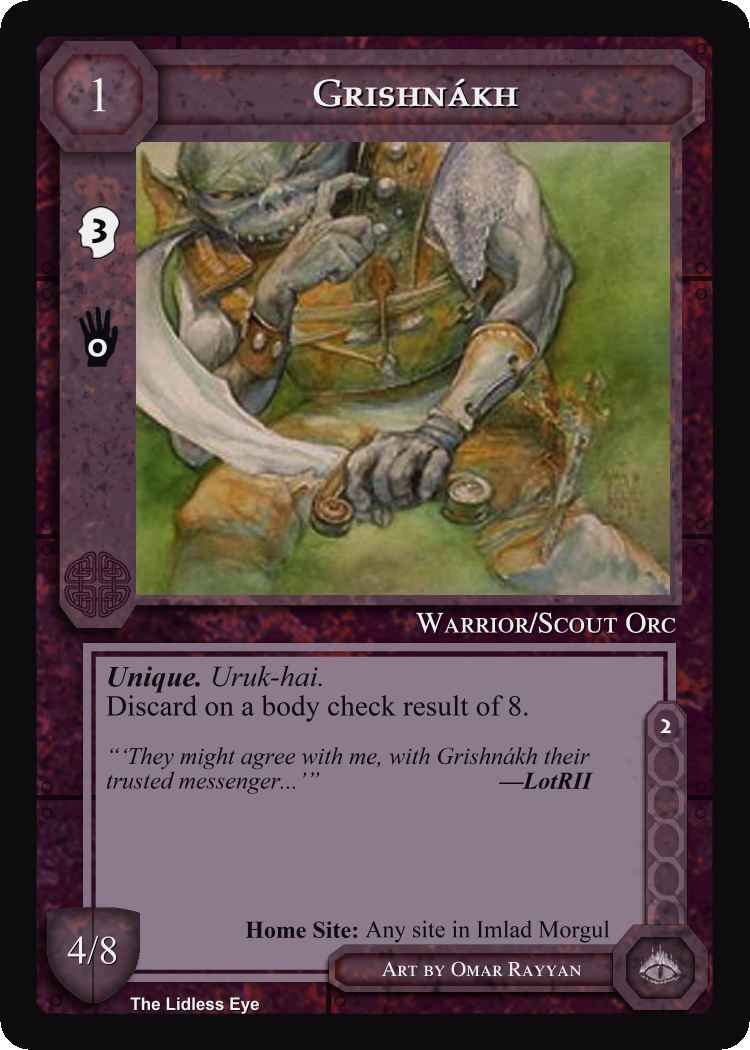 1
GRISHNÁKH
3
0
WARRIOR/SCOUT ORC
Unique. Uruk-hai.
Discard on a body check result of 8.
2
“‘They might agree with me, with Grishnákh their
trusted messenger...’” —LotRII
Home Site: Any site in Imlad Morgul
4/8
ART BY OMAR RAYYAN
The Lidless Eye